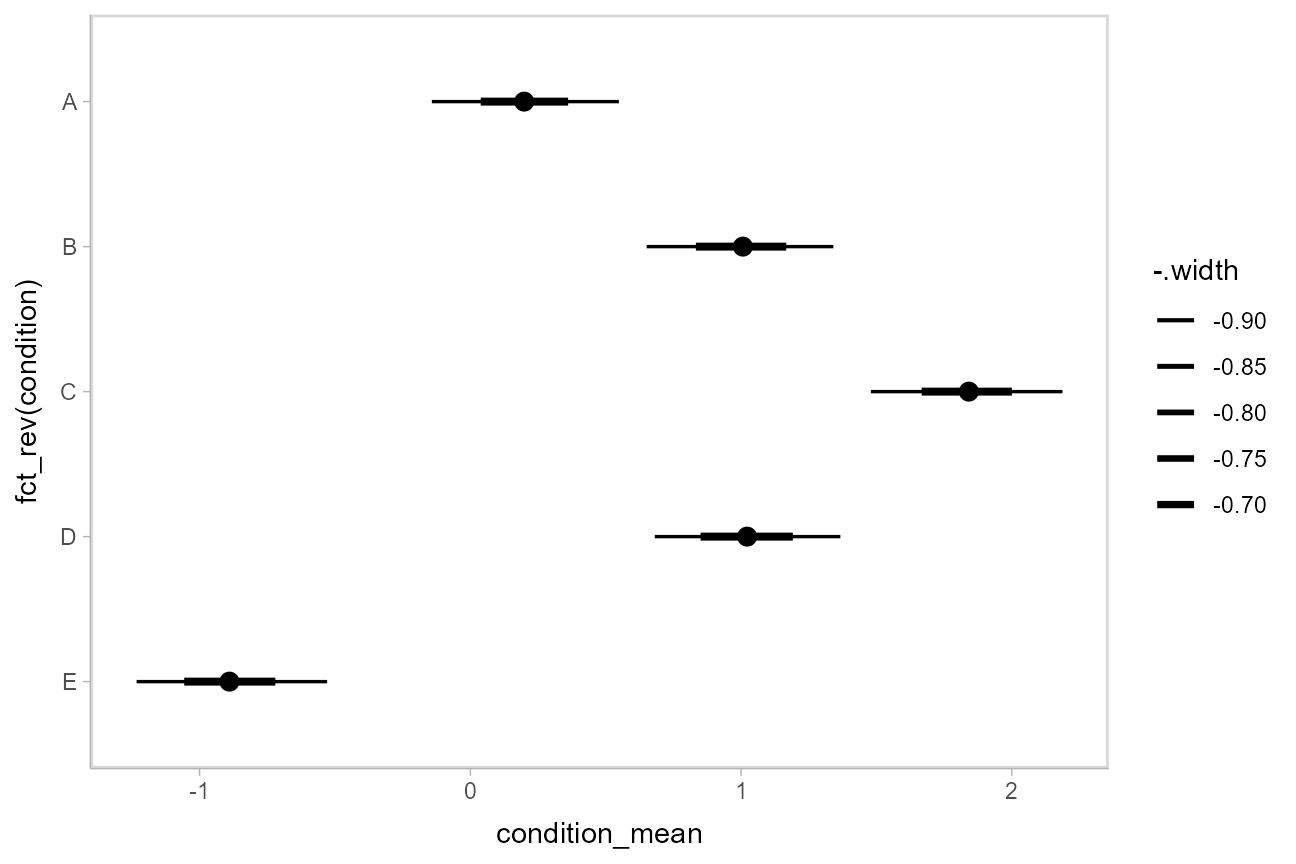 A
B
C
D
E
fct_rev(condition)
-1
0
1
2
condition_mean
-.width
-0.90
-0.85
-0.80
-0.75
-0.70